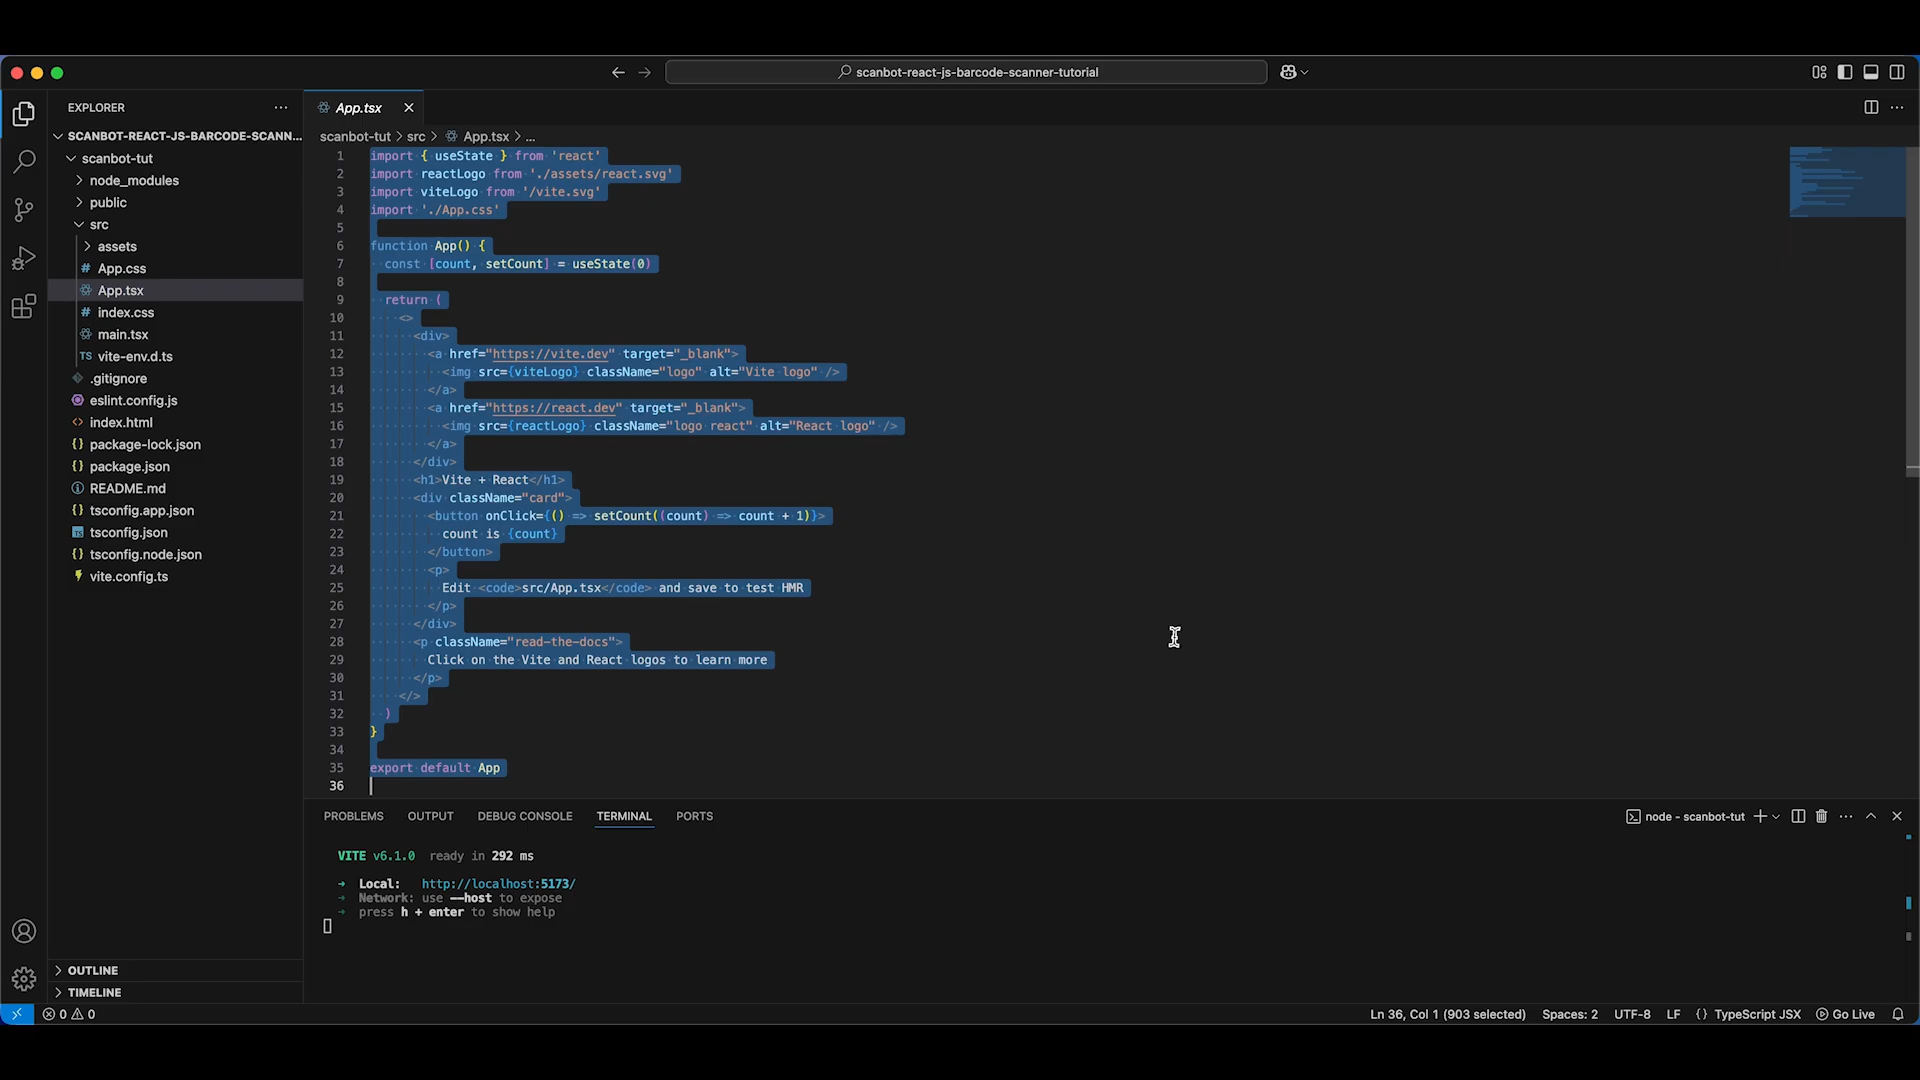 scanbot-react-js-barcode-scanner-tutorial
EXPLORER
SCANBOT-REACT-JS-BARCODE-SCANN...
scanbot-tut
node_modules
public
src
assets
# App.css
App.tsx
# index.css
main.tsx
TS vite-env.d.ts
.gitignore
eslint.config.js
<> index.html
{} package-lock.json
{} package.json
README.md
{} tsconfig.app.json
tsconfig.json
{} tsconfig.node.json
vite.config.ts
OUTLINE
TIMELINE
App.tsx
scanbot-tut > src > App.tsx > ...
1 import { useState } from 'react'
2 import reactLogo from './assets/react.svg'
3 import viteLogo from '/vite.svg'
4 import './App.css'
5
6 function App() {
7 const [count, setCount] = useState(0)
8
9 return (
10 <>
11 <div>
12 <a href="https://vite.dev" target="_blank">
13 <img src={viteLogo} className="logo" alt="Vite logo" />
14 </a>
15 <a href="https://react.dev" target="_blank">
16 <img src={reactLogo} className="logo react" alt="React logo" />
17 </a>
18 </div>
19 <h1>Vite + React</h1>
20 <div className="card">
21 <button onClick={() => setCount((count) => count + 1)}>
22 count is {count}
23 </button>
24 <p>
25 Edit <code>src/App.tsx</code> and save to test HMR
26 </p>
27 </div>
28 <p className="read-the-docs">
29 Click on the Vite and React logos to learn more
30 </p>
31 </>
32 )
33 }
34
35 export default App
36
PROBLEMS OUTPUT DEBUG CONSOLE TERMINAL PORTS
node - scanbot-tut
VITE v6.1.0 ready in 292 ms
➜ Local: http://localhost:5173/
➜ Network: use --host to expose
➜ press h + enter to show help
0 0
Ln 36, Col 1 (903 selected) Spaces: 2 UTF-8 LF {} TypeScript JSX Go Live